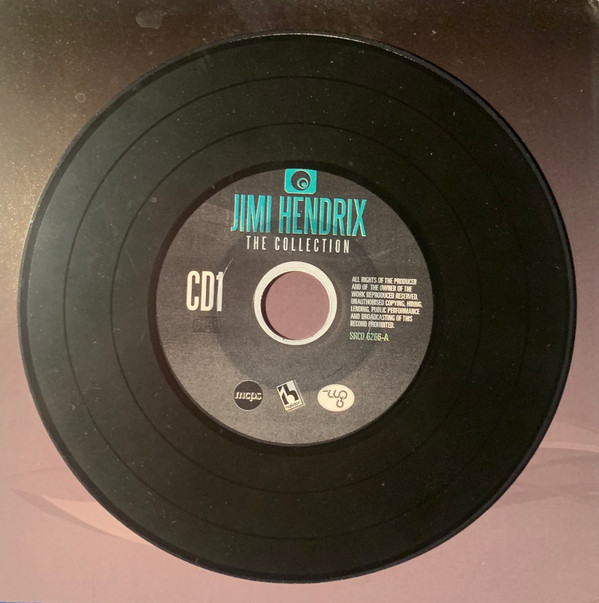 JIMI HENDRIX
THE COLLECTION
CD1
ALL RIGHTS OF THE PRODUCER
AND OF THE OWNER OF THE
WORK REPRODUCED RESERVED.
UNAUTHORISED COPYING, HIRING,
LENDING, PUBLIC PERFORMANCE
AND BROADCASTING OF THIS
RECORD PROHIBITED.
SRCD 6266-A
mcps